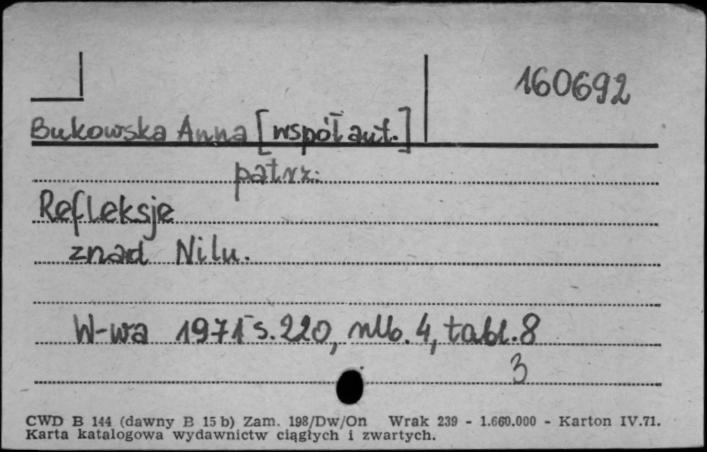 160692
Bukowska Anna [współaut.]
patrz:
Refleksje
znad Nilu.
W-wa 1971 s. 220, nlb. 4, tabl. 8
3
CWD B 144 (dawny B 15 b) Zam. 198/Dw/On Wrak 239 - 1.660.000 - Karton IV.71.
Karta katalogowa wydawnictw ciągłych i zwartych.